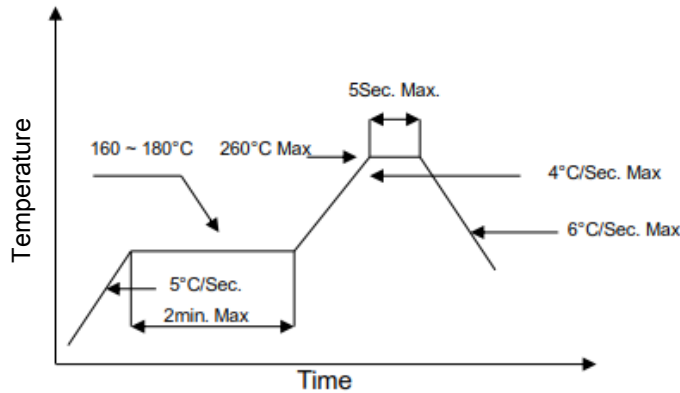 5Sec. Max.
160 ~ 180°C 260°C Max
4°C/Sec. Max
6°C/Sec. Max
5°C/Sec.
2min. Max
Temperature
Time